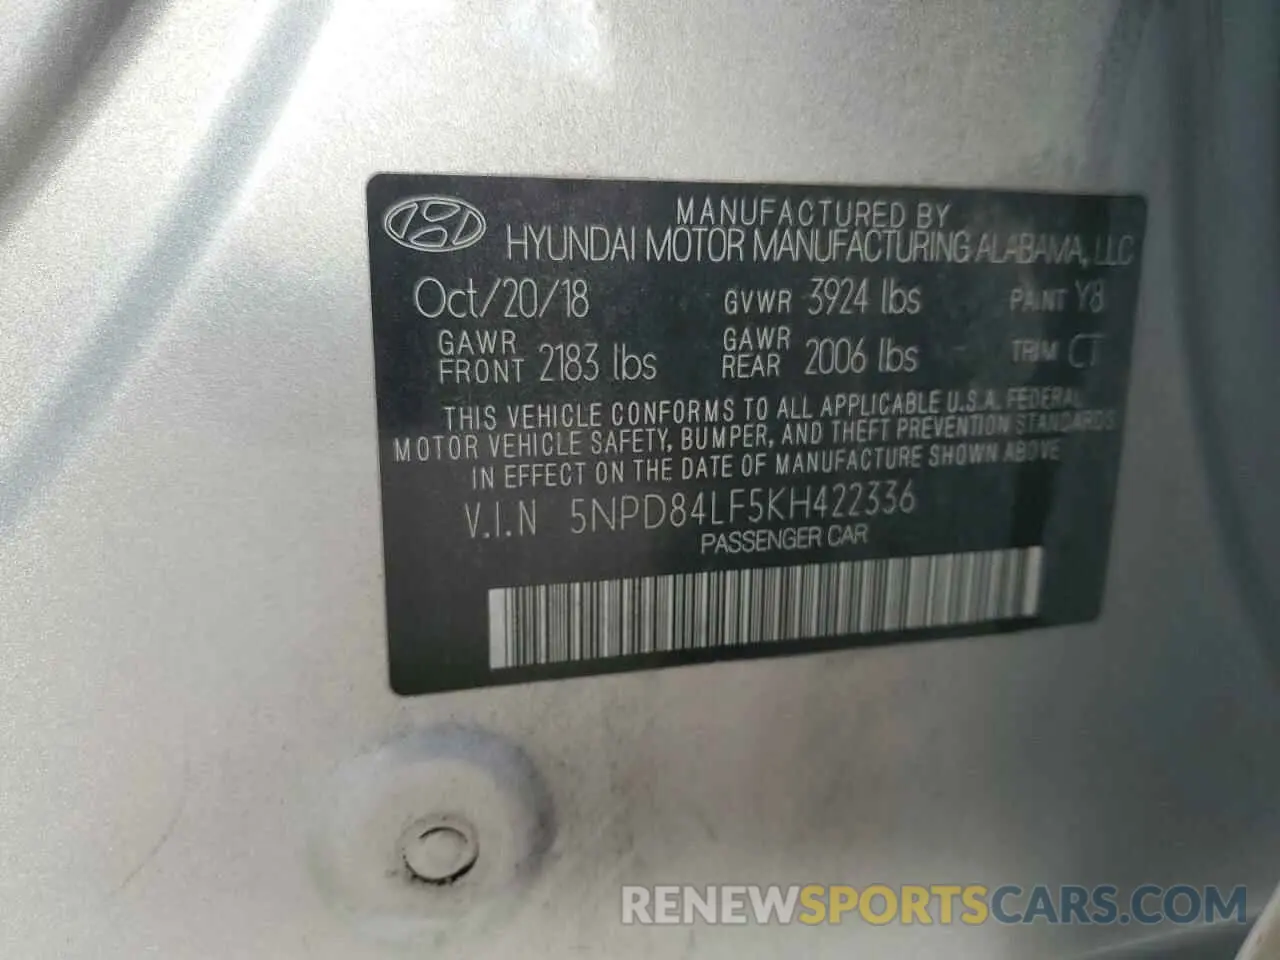 MANUFACTURED BY
HYUNDAI MOTOR MANUFACTURING ALABAMA, LLC
Oct/20/18 GVWR 3924 lbs PAINT Y8
GAWR FRONT 2183 lbs GAWR REAR 2006 lbs TRIM CT
THIS VEHICLE CONFORMS TO ALL APPLICABLE U.S.A. FEDERAL
MOTOR VEHICLE SAFETY, BUMPER, AND THEFT PREVENTION STANDARDS
IN EFFECT ON THE DATE OF MANUFACTURE SHOWN ABOVE
V.I.N 5NPD84LF5KH422336
PASSENGER CAR
RENEWSPORTSCARS.COM